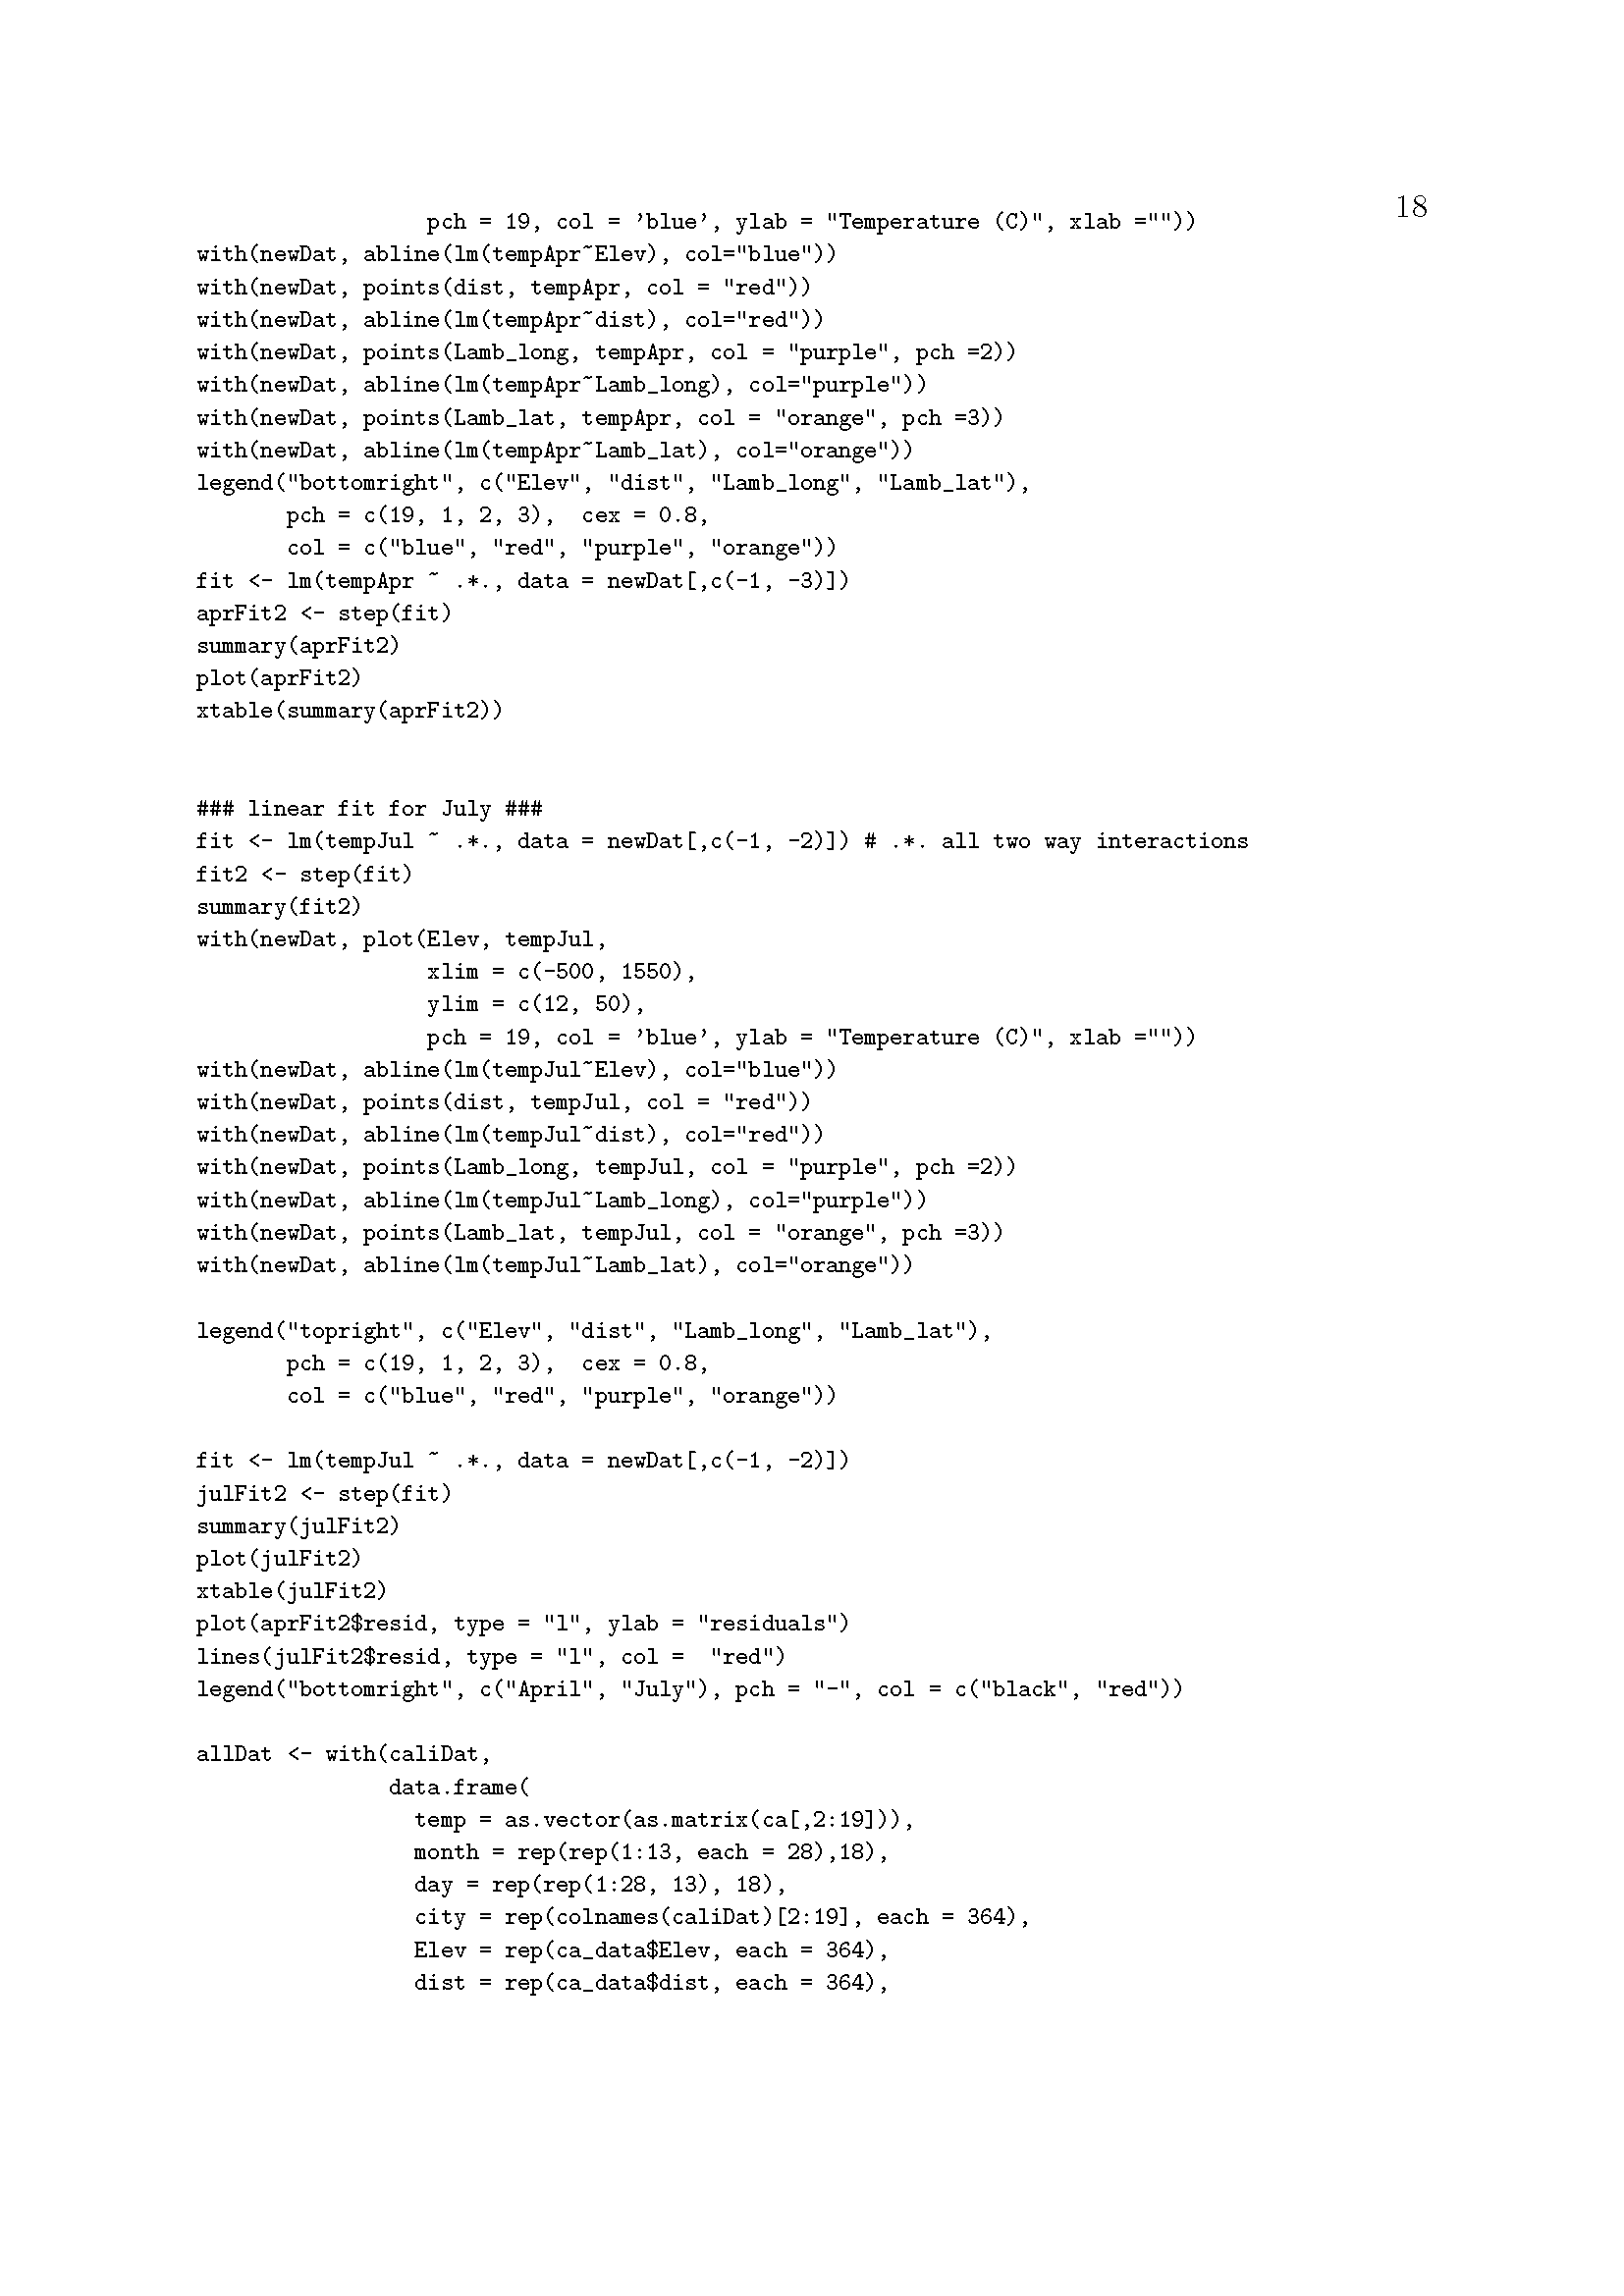 18
                  pch = 19, col = ’blue’, ylab = "Temperature (C)", xlab =""))
with(newDat, abline(lm(tempApr~Elev), col="blue"))
with(newDat, points(dist, tempApr, col = "red"))
with(newDat, abline(lm(tempApr~dist), col="red"))
with(newDat, points(Lamb_long, tempApr, col = "purple", pch =2))
with(newDat, abline(lm(tempApr~Lamb_long), col="purple"))
with(newDat, points(Lamb_lat, tempApr, col = "orange", pch =3))
with(newDat, abline(lm(tempApr~Lamb_lat), col="orange"))
legend("bottomright", c("Elev", "dist", "Lamb_long", "Lamb_lat"),
       pch = c(19, 1, 2, 3),  cex = 0.8,
       col = c("blue", "red", "purple", "orange"))
fit <- lm(tempApr ~ .*., data = newDat[,c(-1, -3)])
aprFit2 <- step(fit)
summary(aprFit2)
plot(aprFit2)
xtable(summary(aprFit2))

### linear fit for July ###
fit <- lm(tempJul ~ .*., data = newDat[,c(-1, -2)]) # .*. all two way interactions
fit2 <- step(fit)
summary(fit2)
with(newDat, plot(Elev, tempJul,
                  xlim = c(-500, 1550),
                  ylim = c(12, 50),
                  pch = 19, col = ’blue’, ylab = "Temperature (C)", xlab =""))
with(newDat, abline(lm(tempJul~Elev), col="blue"))
with(newDat, points(dist, tempJul, col = "red"))
with(newDat, abline(lm(tempJul~dist), col="red"))
with(newDat, points(Lamb_long, tempJul, col = "purple", pch =2))
with(newDat, abline(lm(tempJul~Lamb_long), col="purple"))
with(newDat, points(Lamb_lat, tempJul, col = "orange", pch =3))
with(newDat, abline(lm(tempJul~Lamb_lat), col="orange"))

legend("topright", c("Elev", "dist", "Lamb_long", "Lamb_lat"),
       pch = c(19, 1, 2, 3),  cex = 0.8,
       col = c("blue", "red", "purple", "orange"))

fit <- lm(tempJul ~ .*., data = newDat[,c(-1, -2)])
julFit2 <- step(fit)
summary(julFit2)
plot(julFit2)
xtable(julFit2)
plot(aprFit2$resid, type = "l", ylab = "residuals")
lines(julFit2$resid, type = "l", col =  "red")
legend("bottomright", c("April", "July"), pch = "-", col = c("black", "red"))

allDat <- with(caliDat,
               data.frame(
                 temp = as.vector(as.matrix(ca[,2:19])),
                 month = rep(rep(1:13, each = 28),18),
                 day = rep(rep(1:28, 13), 18),
                 city = rep(colnames(caliDat)[2:19], each = 364),
                 Elev = rep(ca_data$Elev, each = 364),
                 dist = rep(ca_data$dist, each = 364),